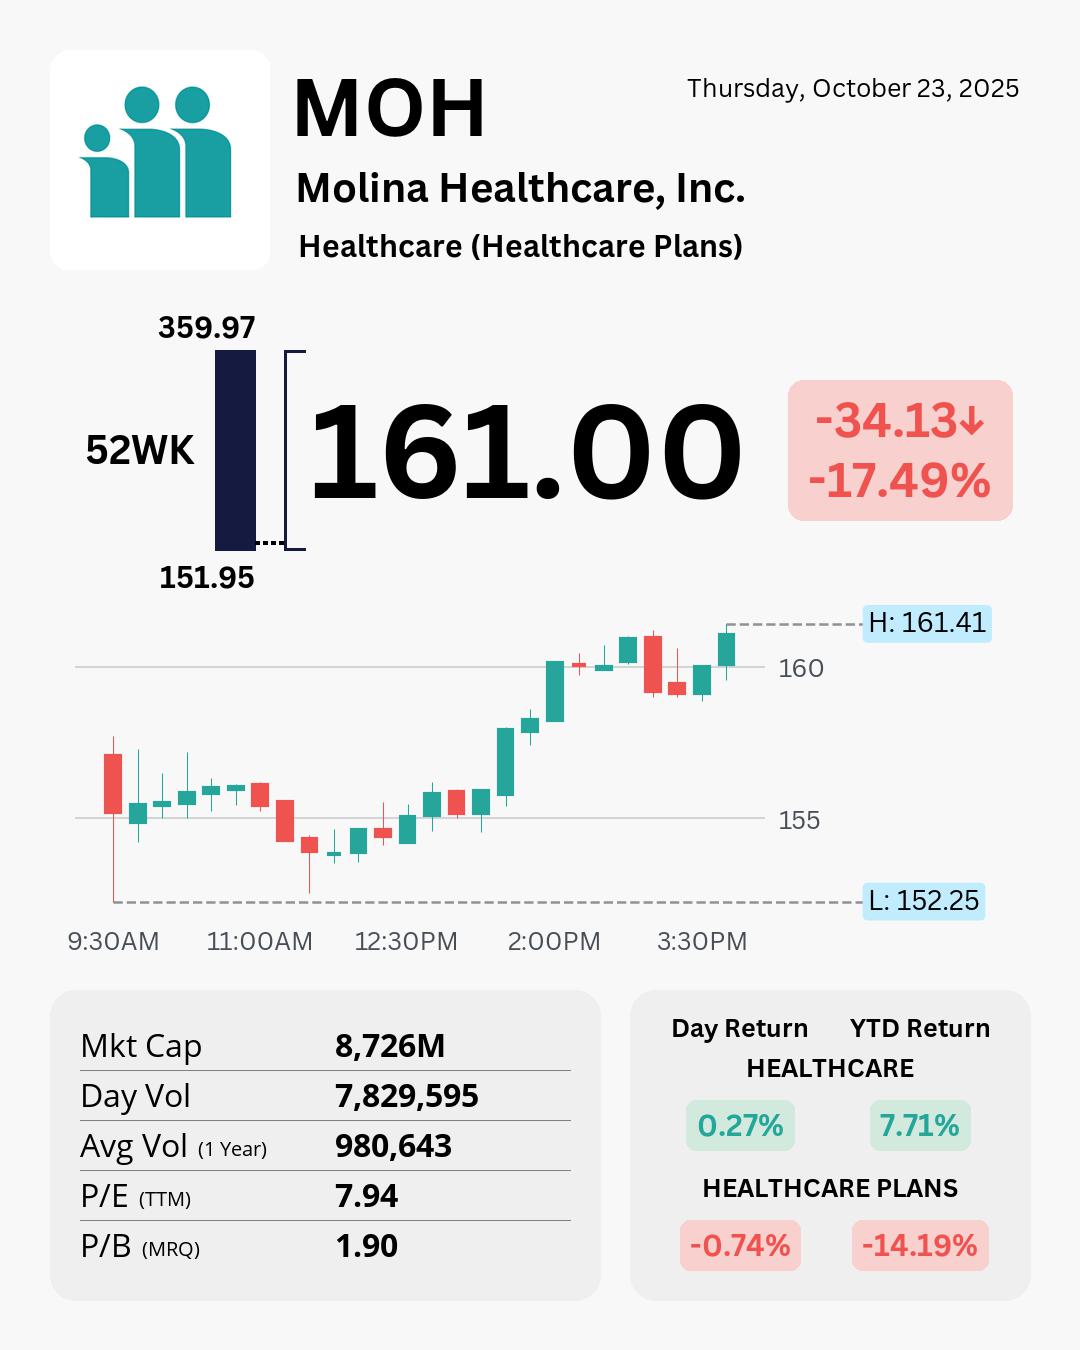 MOH
Thursday, October 23, 2025
Molina Healthcare, Inc.
Healthcare (Healthcare Plans)
359.97
52WK
161.00
-34.13↓
-17.49%
151.95
H: 161.41
160
155
L: 152.25
9:30AM 11:00AM 12:30PM 2:00PM 3:30PM
Mkt Cap 8,726M
Day Vol 7,829,595
Avg Vol (1 Year) 980,643
P/E (TTM) 7.94
P/B (MRQ) 1.90
Day Return YTD Return
HEALTHCARE
0.27% 7.71%
HEALTHCARE PLANS
-0.74% -14.19%